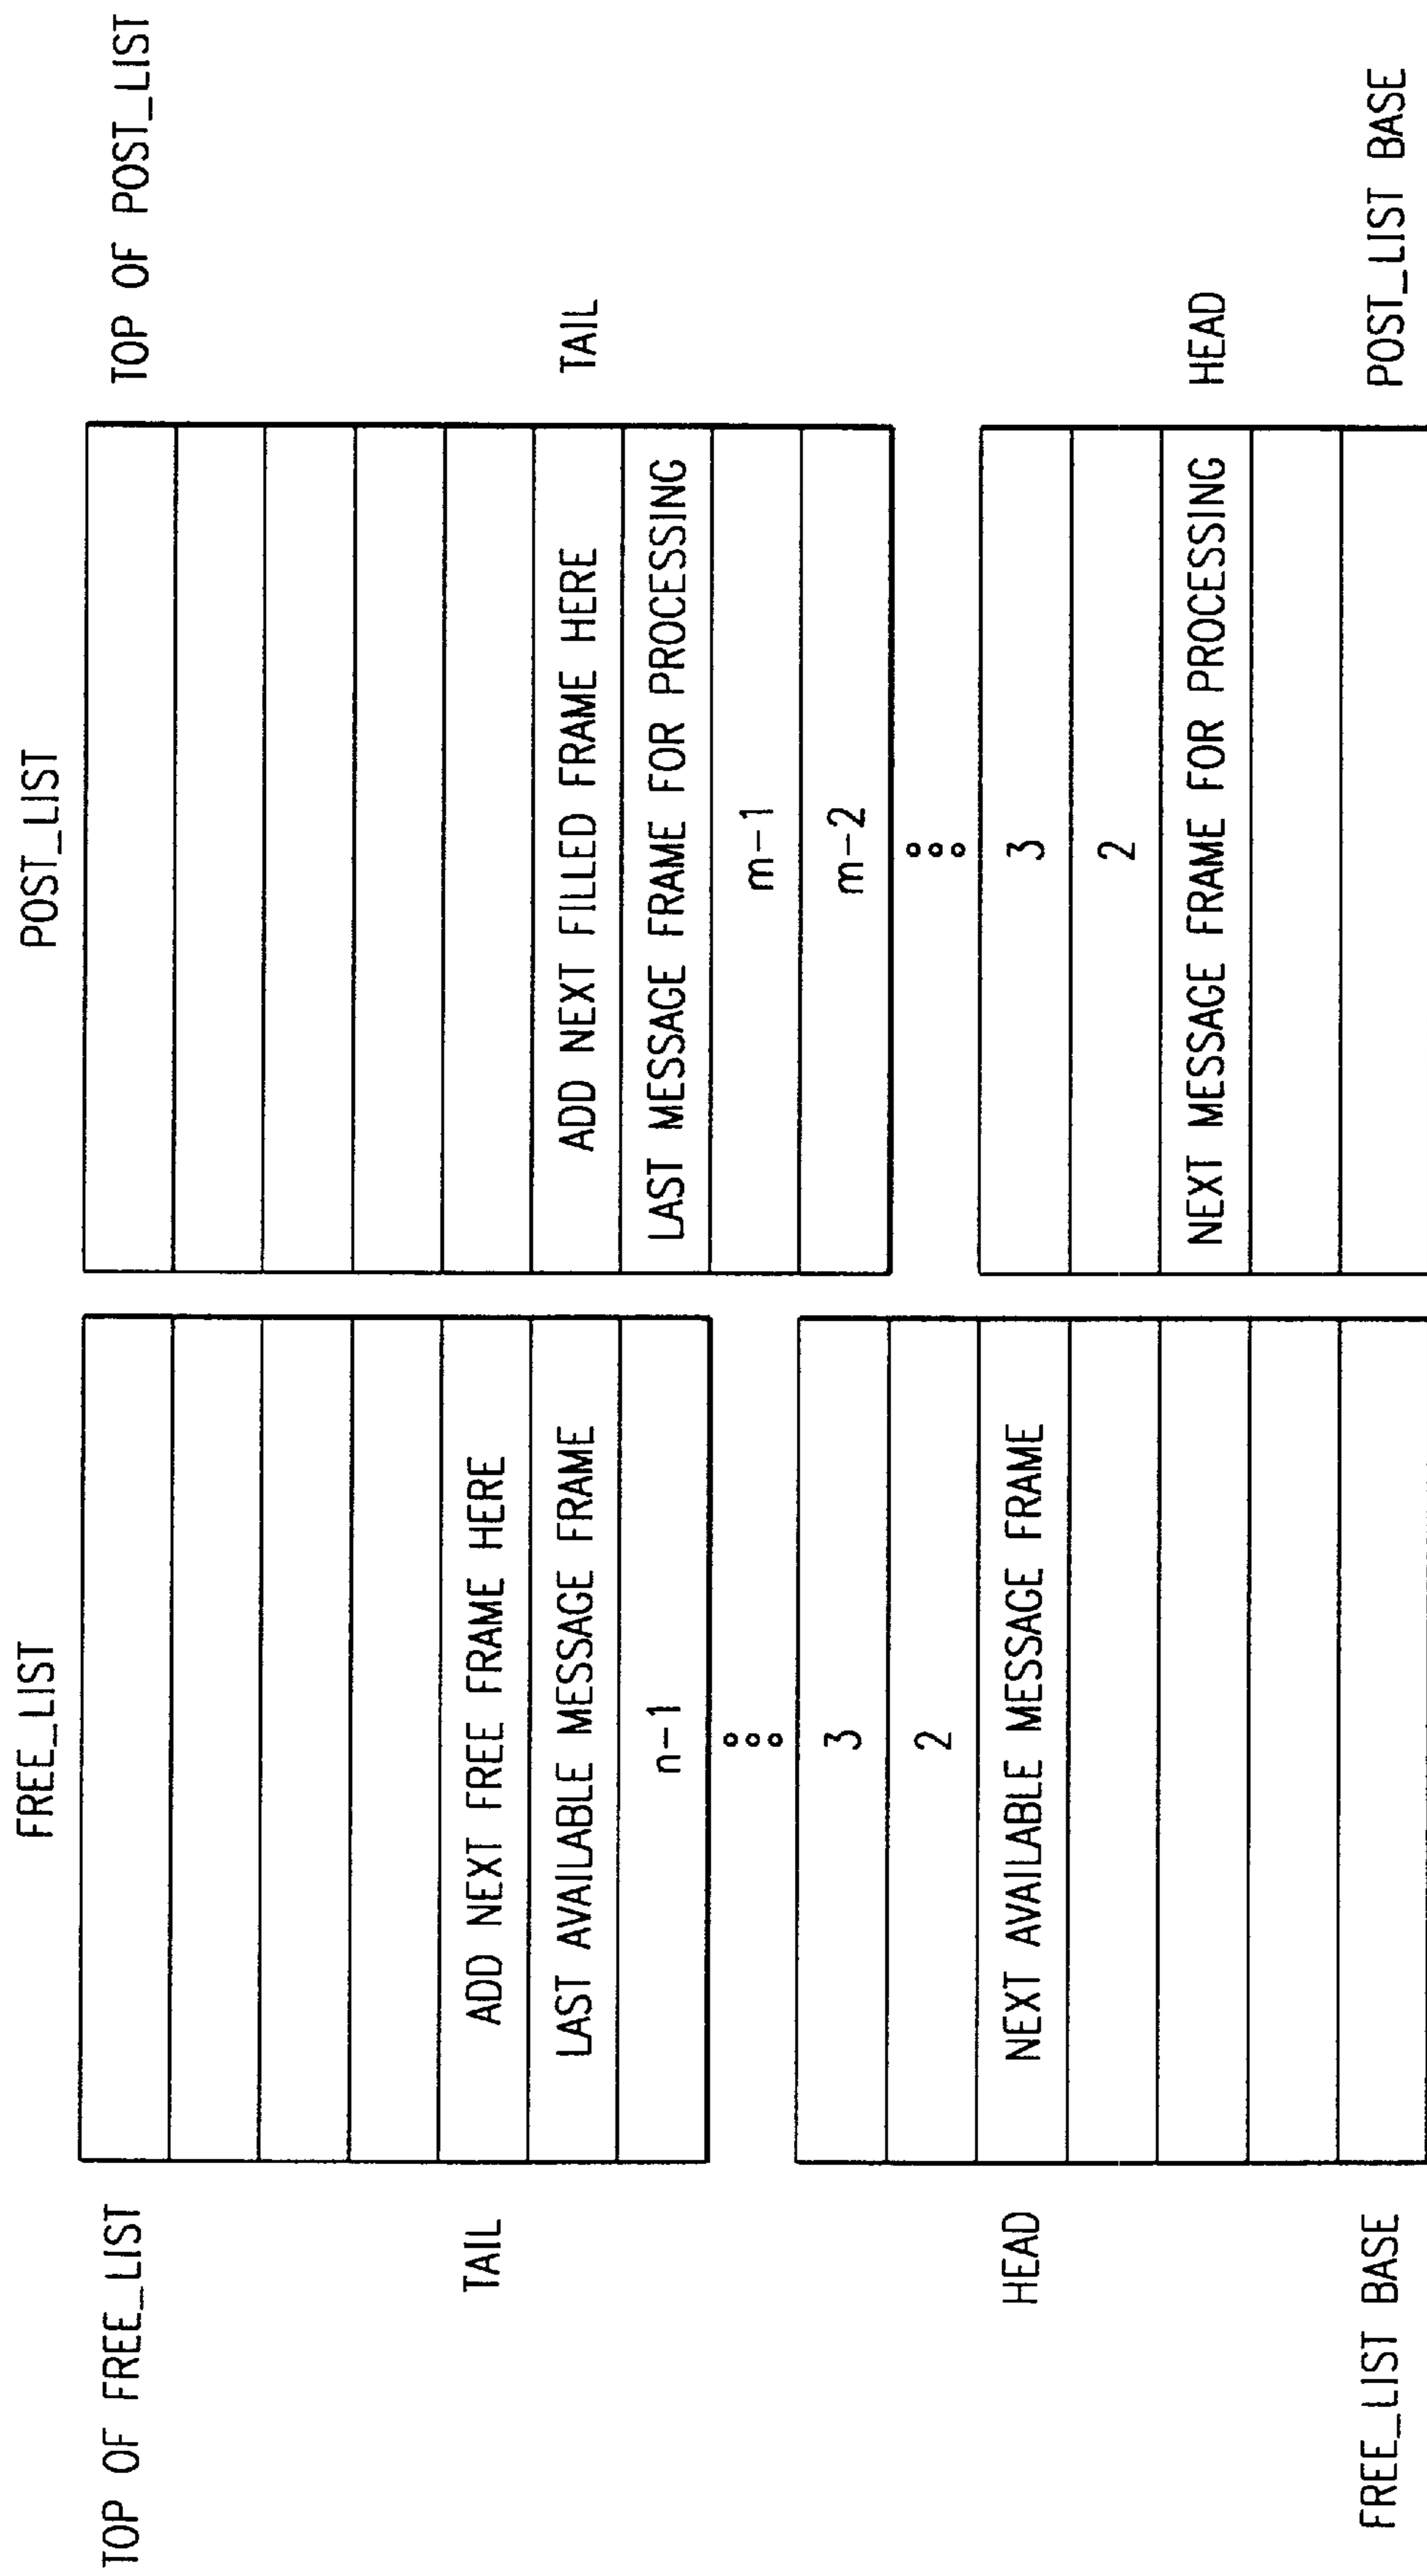 FREE_LIST
TOP OF FREE_LIST
TAIL
ADD NEXT FREE FRAME HERE
LAST AVAILABLE MESSAGE FRAME
n-1
3
2
HEAD
NEXT AVAILABLE MESSAGE FRAME
FREE_LIST BASE
POST_LIST
TOP OF POST_LIST
ADD NEXT FILLED FRAME HERE
TAIL
LAST MESSAGE FRAME FOR PROCESSING
m-1
m-2
3
2
NEXT MESSAGE FRAME FOR PROCESSING
HEAD
POST_LIST BASE